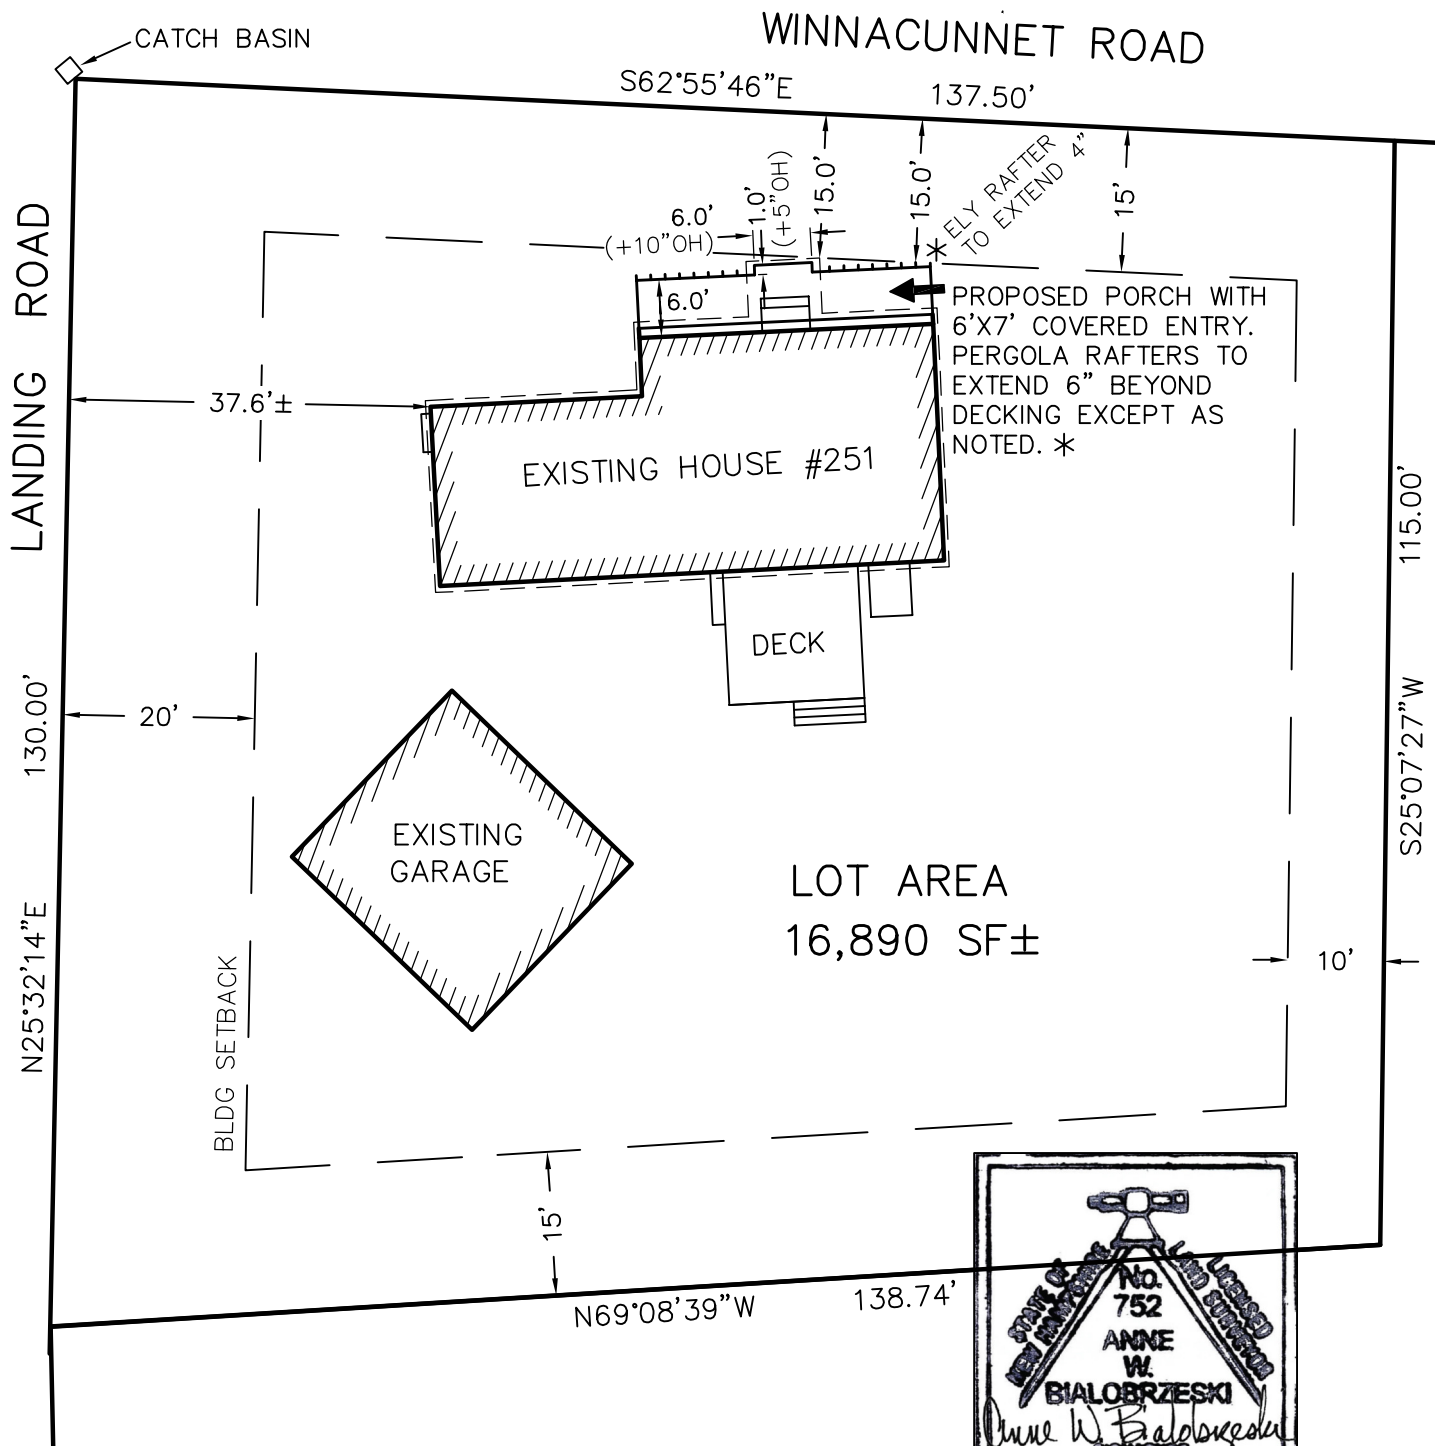 CATCH BASIN
WINNACUNNET ROAD
S62°55'46"E 137.50'
LANDING ROAD
6.0'
(+10"OH)
1.0'
(+5"OH)
15.0'
15.0'
* ELY RAFTER
TO EXTEND 4"
15'
6.0'
PROPOSED PORCH WITH
6'X7' COVERED ENTRY.
PERGOLA RAFTERS TO
EXTEND 6" BEYOND
DECKING EXCEPT AS
NOTED. *
37.6'±
EXISTING HOUSE #251
115.00'
S25°07'27"W
DECK
130.00'
N25°32'14"E
20'
EXISTING
GARAGE
LOT AREA
16,890 SF±
10'
BLDG SETBACK
15'
N69°08'39"W 138.74'
STATE OF
NEW HAMPSHIRE
LICENSED
LAND SURVEYOR
No.
752
ANNE
W.
BIALOBRZESKI
Anne W. Bialobrzeski